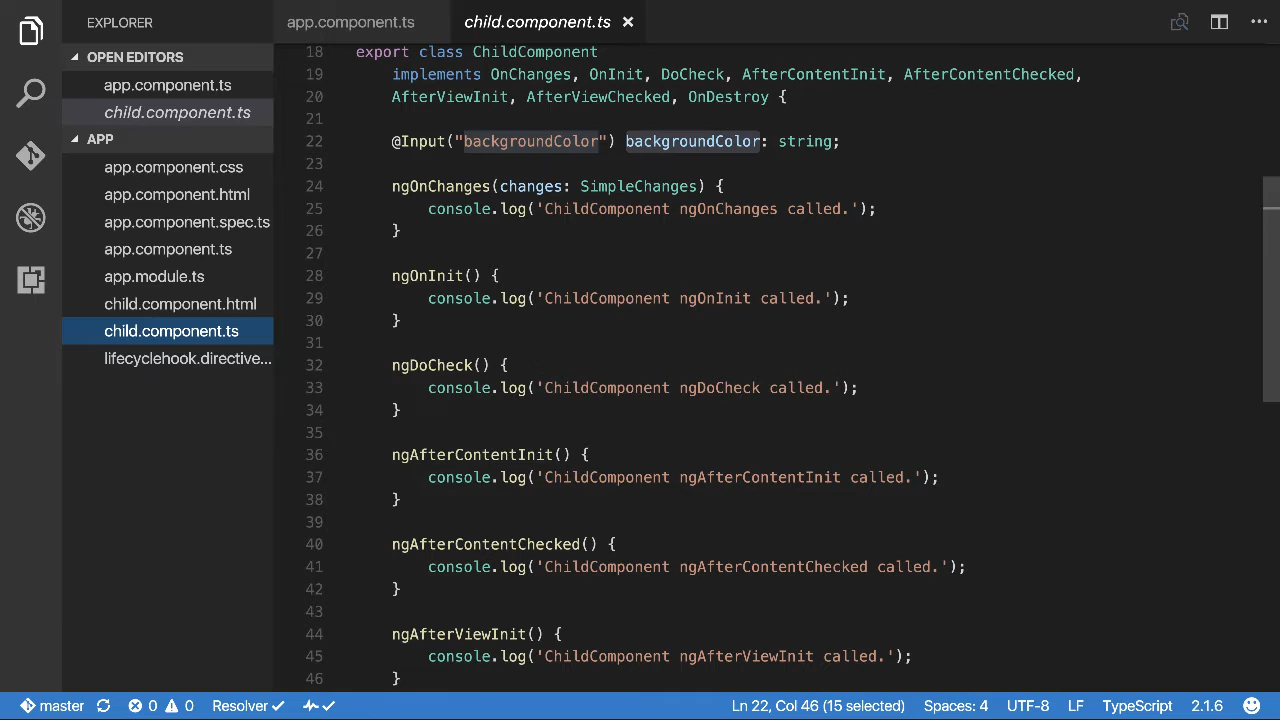 EXPLORER
OPEN EDITORS
app.component.ts
child.component.ts
APP
app.component.css
app.component.html
app.component.spec.ts
app.component.ts
app.module.ts
child.component.html
child.component.ts
lifecyclehook.directive...
app.component.ts child.component.ts ×
18 export class ChildComponent
19 implements OnChanges, OnInit, DoCheck, AfterContentInit, AfterContentChecked,
20 AfterViewInit, AfterViewChecked, OnDestroy {
21
22 @Input("backgroundColor") backgroundColor: string;
23
24 ngOnChanges(changes: SimpleChanges) {
25 console.log('ChildComponent ngOnChanges called.');
26 }
27
28 ngOnInit() {
29 console.log('ChildComponent ngOnInit called.');
30 }
31
32 ngDoCheck() {
33 console.log('ChildComponent ngDoCheck called.');
34 }
35
36 ngAfterContentInit() {
37 console.log('ChildComponent ngAfterContentInit called.');
38 }
39
40 ngAfterContentChecked() {
41 console.log('ChildComponent ngAfterContentChecked called.');
42 }
43
44 ngAfterViewInit() {
45 console.log('ChildComponent ngAfterViewInit called.');
46 }
master 0 0 Resolver Ln 22, Col 46 (15 selected) Spaces: 4 UTF-8 LF TypeScript 2.1.6